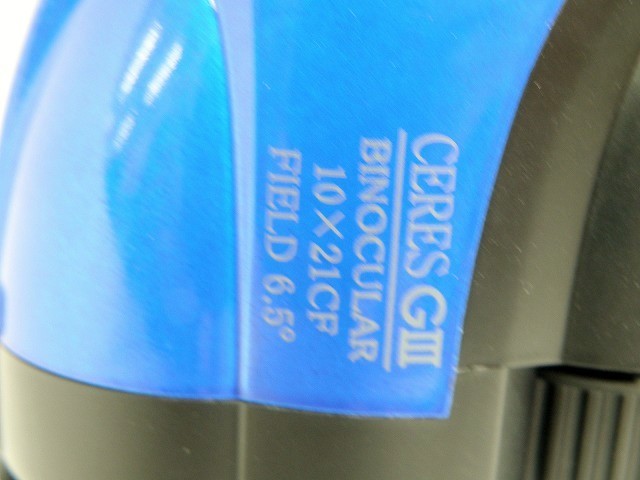 CERES GIII
BINOCULAR
10×21CF
FIELD 6.5°